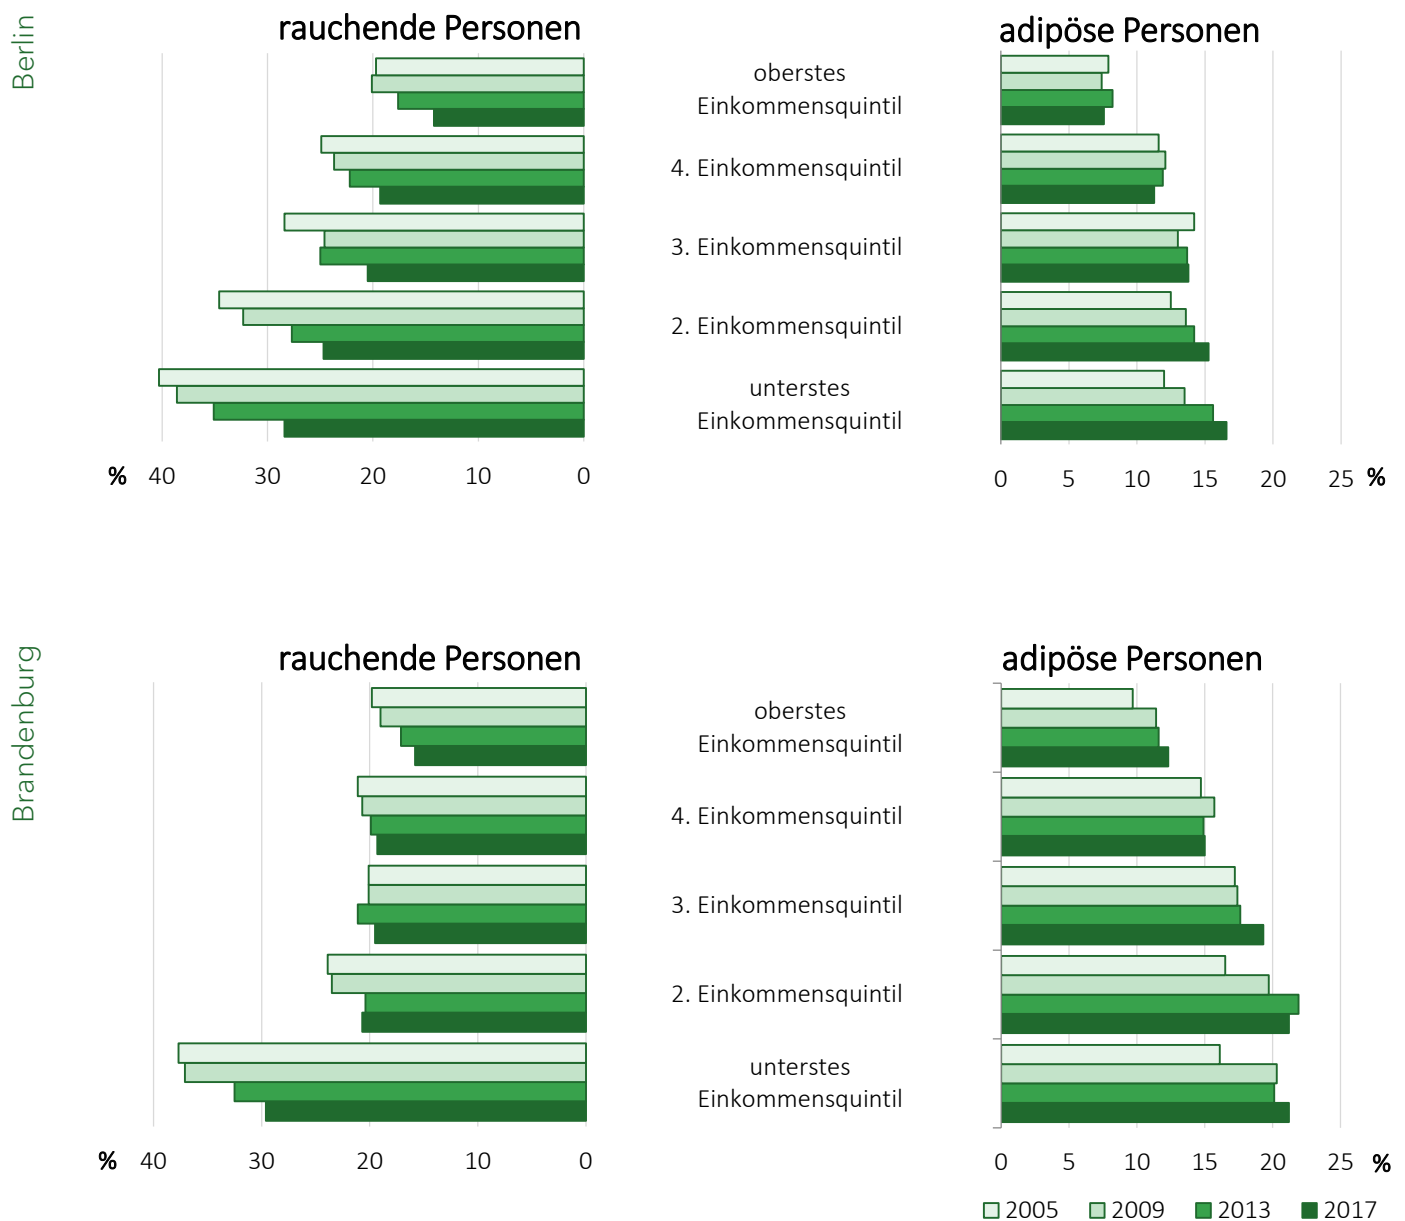 Berlin
rauchende Personen
adipöse Personen
oberstes
Einkommensquintil
4. Einkommensquintil
3. Einkommensquintil
2. Einkommensquintil
unterstes
Einkommensquintil
% 40 30 20 10 0
0 5 10 15 20 25 %
Brandenburg
rauchende Personen
adipöse Personen
oberstes
Einkommensquintil
4. Einkommensquintil
3. Einkommensquintil
2. Einkommensquintil
unterstes
Einkommensquintil
% 40 30 20 10 0
0 5 10 15 20 25 %
2005 2009 2013 2017